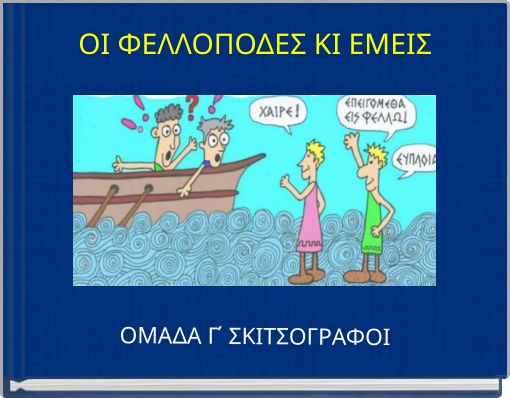 ΟΙ ΦΕΛΛΟΠΟΔΕΣ ΚΙ ΕΜΕΙΣ
! ? !
ΧΑΙΡΕ!
ΕΠΕΙΓΟΜΕΘΑ
ΕΙΣ ΦΕΛΛΩ!
ΕΥΠΛΟΙΑ
ΟΜΑΔΑ Γ΄ ΣΚΙΤΣΟΓΡΑΦΟΙ